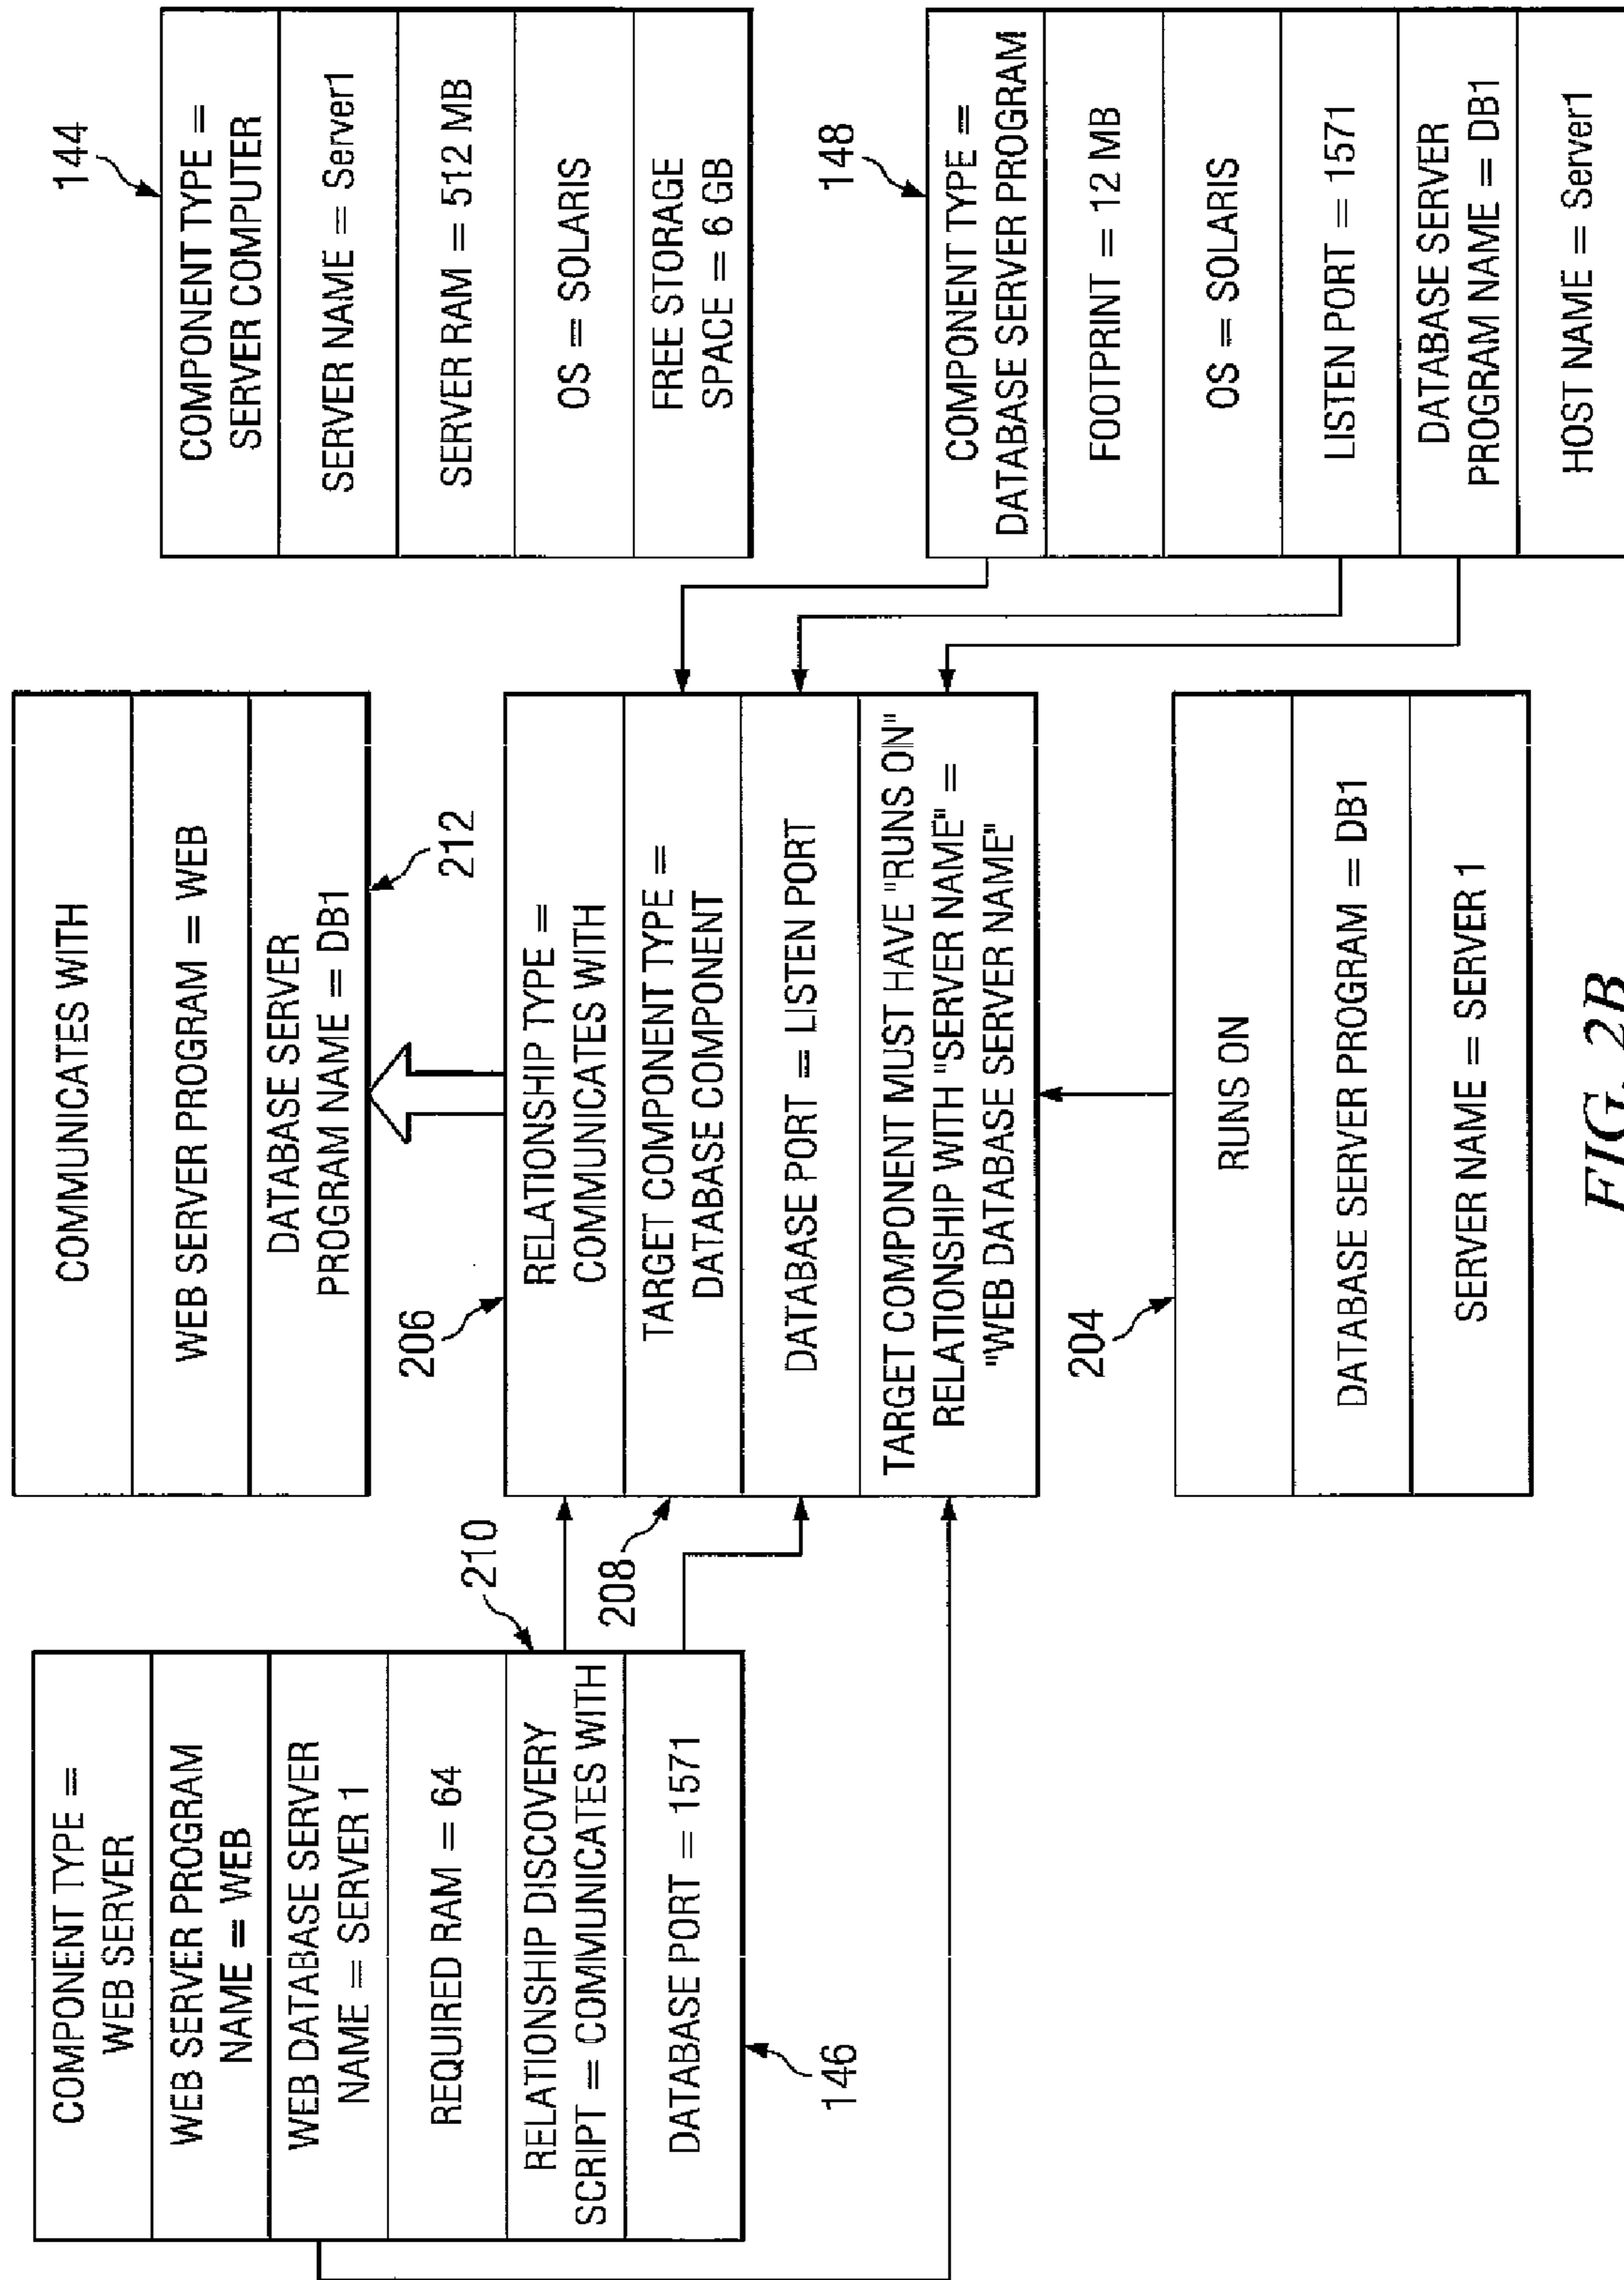 COMPONENT TYPE =
WEB SERVER
WEB SERVER PROGRAM
NAME = WEB
WEB DATABASE SERVER
NAME = SERVER 1
REQUIRED RAM = 64
RELATIONSHIP DISCOVERY
SCRIPT = COMMUNICATES WITH
DATABASE PORT = 1571
146
210
COMMUNICATES WITH
WEB SERVER PROGRAM = WEB
DATABASE SERVER
PROGRAM NAME = DB1
212
206
208
RELATIONSHIP TYPE =
COMMUNICATES WITH
TARGET COMPONENT TYPE =
DATABASE COMPONENT
DATABASE PORT = LISTEN PORT
TARGET COMPONENT MUST HAVE "RUNS ON"
RELATIONSHIP WITH "SERVER NAME" =
"WEB DATABASE SERVER NAME"
204
RUNS ON
DATABASE SERVER PROGRAM = DB1
SERVER NAME = SERVER 1
144
COMPONENT TYPE =
SERVER COMPUTER
SERVER NAME = Server1
SERVER RAM = 512 MB
OS = SOLARIS
FREE STORAGE
SPACE = 6 GB
148
COMPONENT TYPE =
DATABASE SERVER PROGRAM
FOOTPRINT = 12 MB
OS = SOLARIS
LISTEN PORT = 1571
DATABASE SERVER
PROGRAM NAME = DB1
HOST NAME = Server1
FIG. 2B